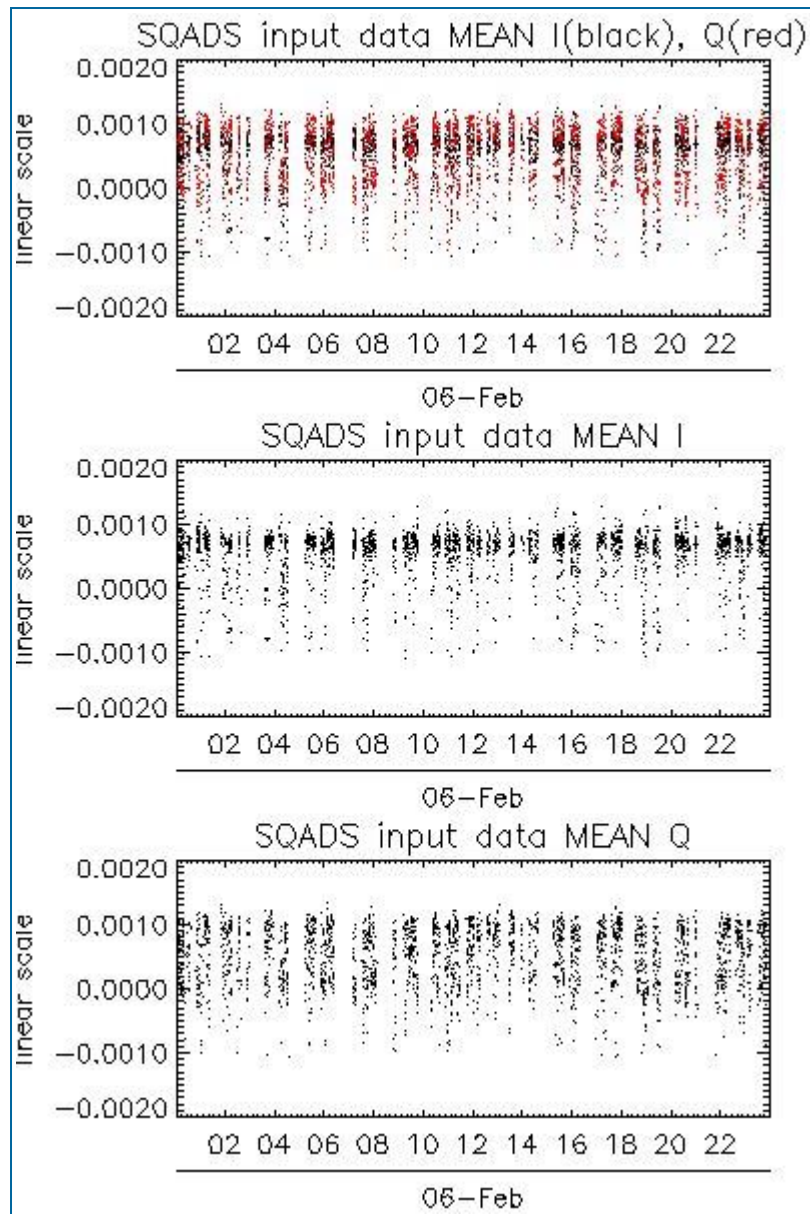 SQADS input data MEAN I(black), Q(red)
0.0020
0.0010
0.0000
−0.0010
−0.0020
linear scale
02 04 06 08 10 12 14 16 18 20 22
06−Feb
SQADS input data MEAN I
0.0020
0.0010
0.0000
−0.0010
−0.0020
linear scale
02 04 06 08 10 12 14 16 18 20 22
06−Feb
SQADS input data MEAN Q
0.0020
0.0010
0.0000
−0.0010
−0.0020
linear scale
02 04 06 08 10 12 14 16 18 20 22
06−Feb